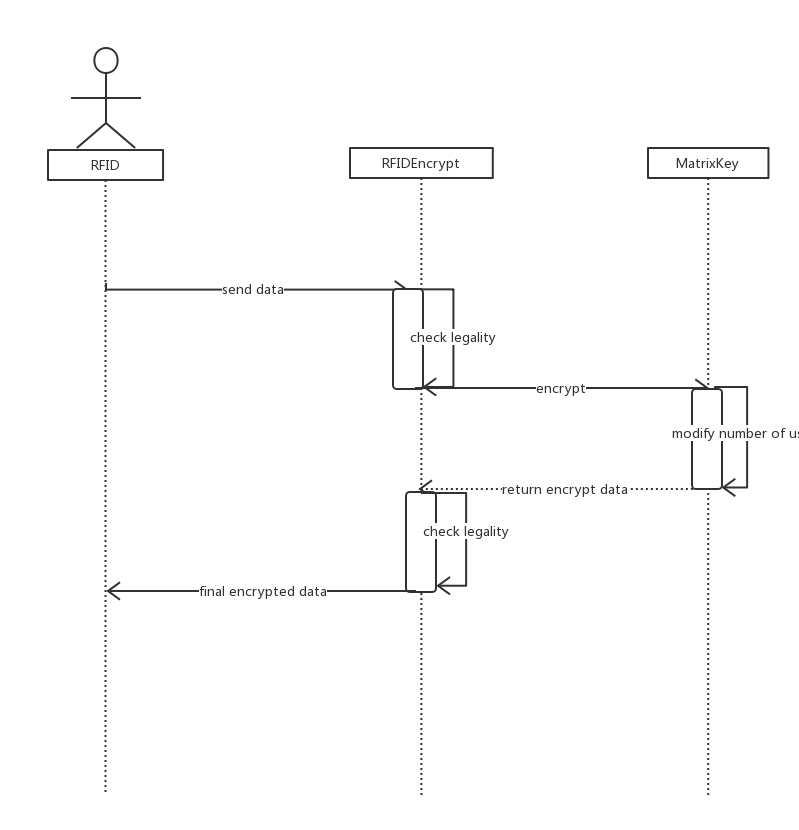 RFID
RFIDEncrypt
MatrixKey
send data
check legality
encrypt
modify number of
return encrypt data
check legality
final encrypted data